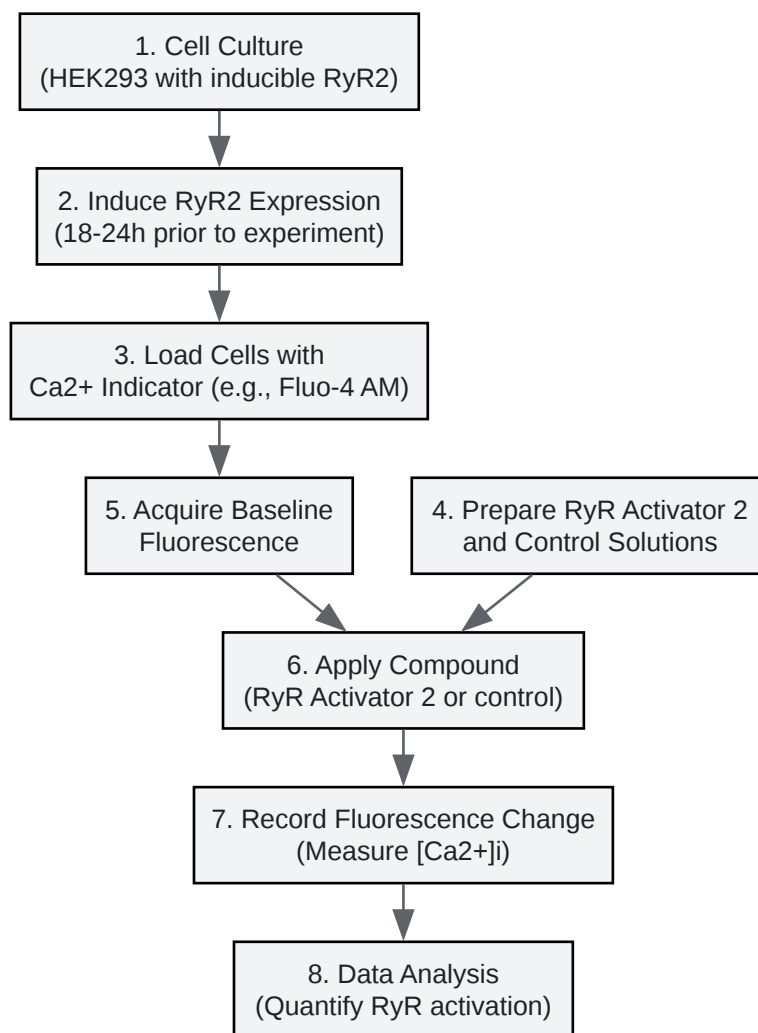 1. Cell Culture
(HEK293 with inducible RyR2)
2. Induce RyR2 Expression
(18-24h prior to experiment)
3. Load Cells with
Ca2+ Indicator (e.g., Fluo-4 AM)
5. Acquire Baseline
Fluorescence
4. Prepare RyR Activator 2
and Control Solutions
6. Apply Compound
(RyR Activator 2 or control)
7. Record Fluorescence Change
(Measure [Ca2+]i)
8. Data Analysis
(Quantify RyR activation)